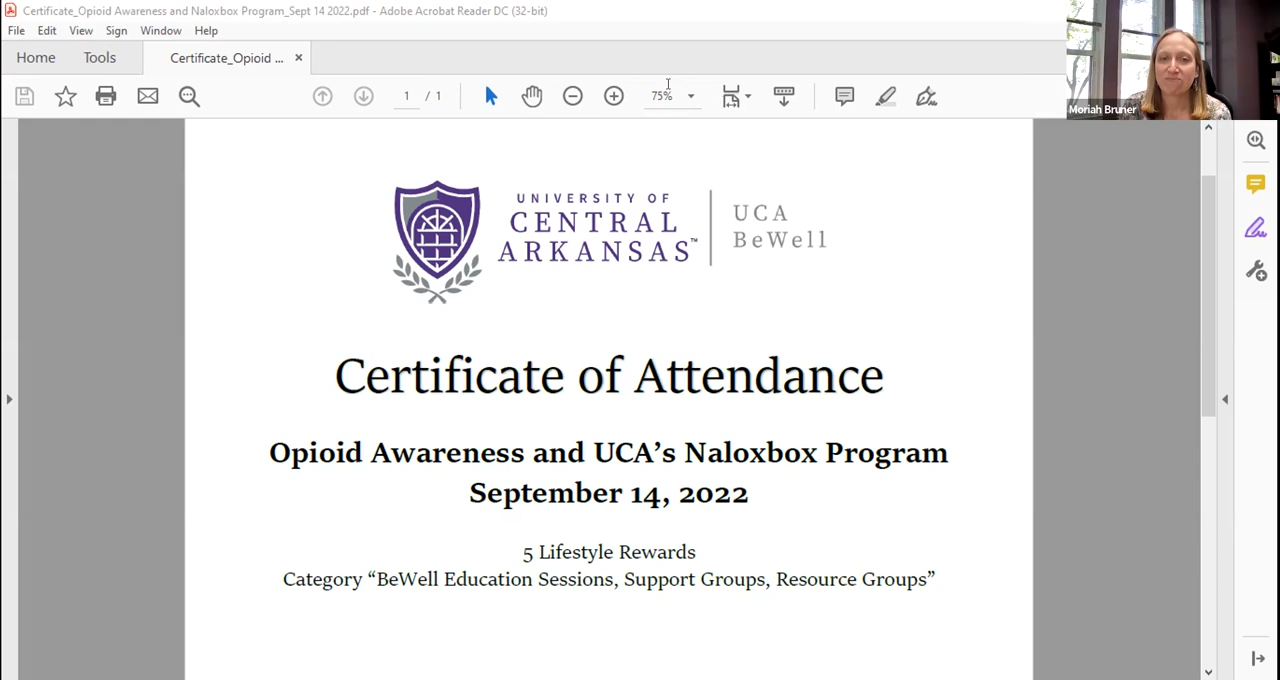 Certificate_Opioid Awareness and Naloxbox Program_Sept 14 2022.pdf - Adobe Acrobat Reader DC (32-bit)
File Edit View Sign Window Help
Home Tools Certificate_Opioid ... ×
1 / 1 75%
Moriah Bruner
UNIVERSITY OF
CENTRAL
ARKANSAS™
UCA
BeWell
Certificate of Attendance
Opioid Awareness and UCA’s Naloxbox Program
September 14, 2022
5 Lifestyle Rewards
Category “BeWell Education Sessions, Support Groups, Resource Groups”